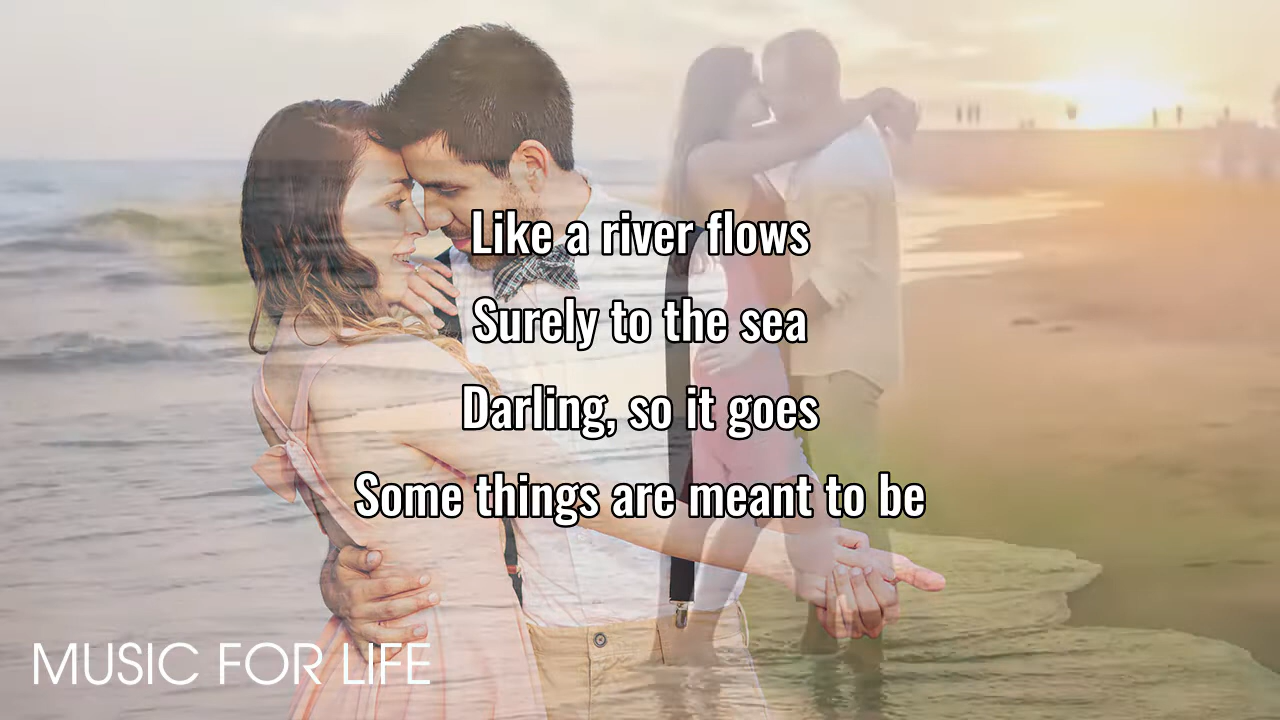 Like a river flows
Surely to the sea
Darling, so it goes
Some things are meant to be
MUSIC FOR LIFE